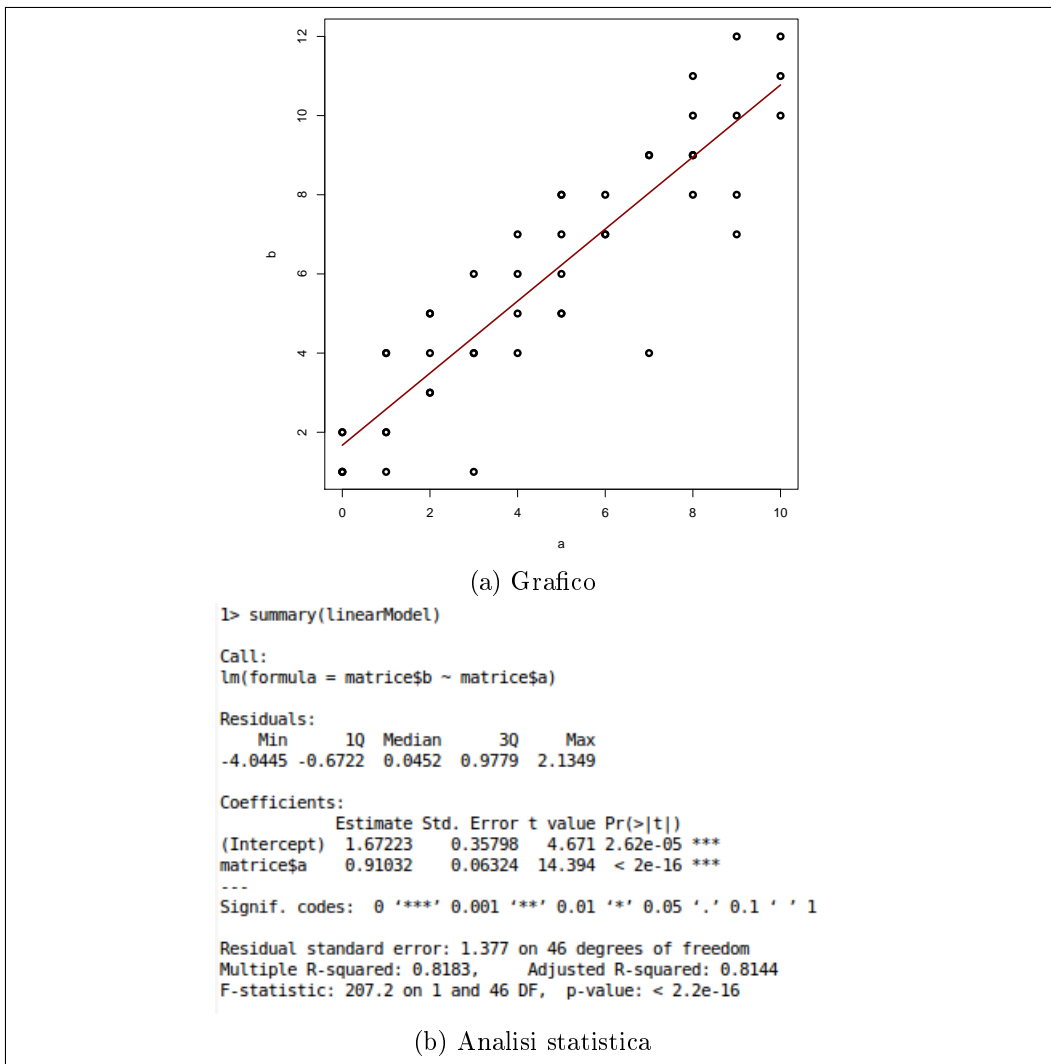 12
10
8
6
4
2
b
0 2 4 6 8 10
a
(a) Grafico
1> summary(linearModel)
Call:
lm(formula = matrice$b ~ matrice$a)
Residuals:
Min 1Q Median 3Q Max
-4.0445 -0.6722 0.0452 0.9779 2.1349
Coefficients:
Estimate Std. Error t value Pr(>|t|)
(Intercept) 1.67223 0.35798 4.671 2.62e-05 ***
matrice$a 0.91032 0.06324 14.394 < 2e-16 ***
---
Signif. codes: 0 ‘***’ 0.001 ‘**’ 0.01 ‘*’ 0.05 ‘.’ 0.1 ‘ ’ 1
Residual standard error: 1.377 on 46 degrees of freedom
Multiple R-squared: 0.8183, Adjusted R-squared: 0.8144
F-statistic: 207.2 on 1 and 46 DF, p-value: < 2.2e-16
(b) Analisi statistica